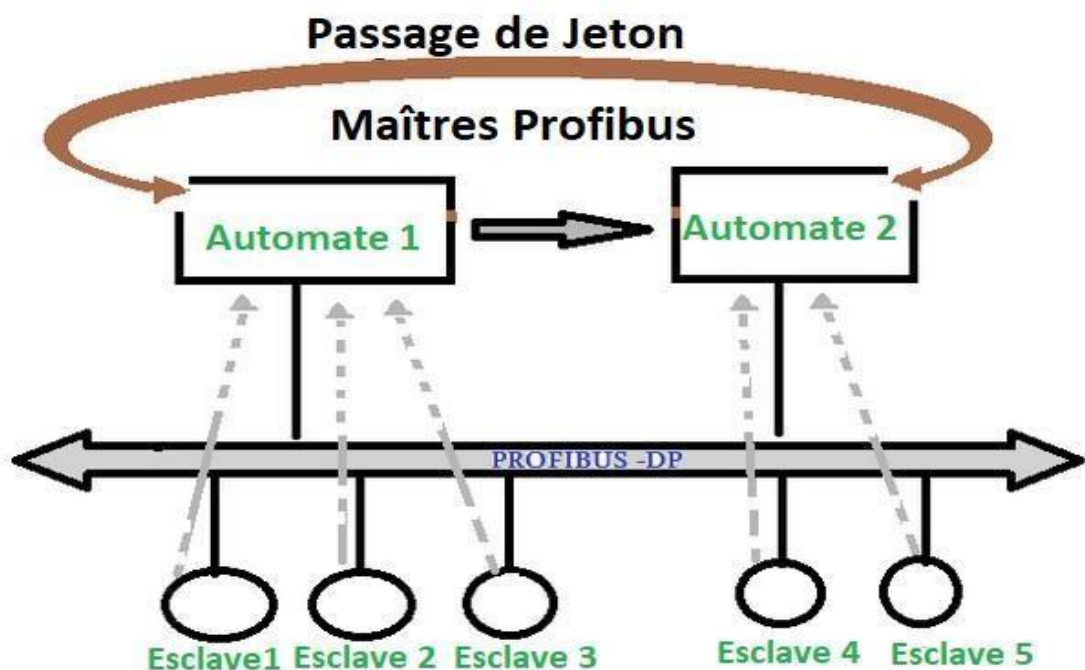 Passage de Jeton
Maîtres Profibus
Automate 1
Automate 2
PROFIBUS -DP
Esclave1 Esclave 2 Esclave 3 Esclave 4 Esclave 5